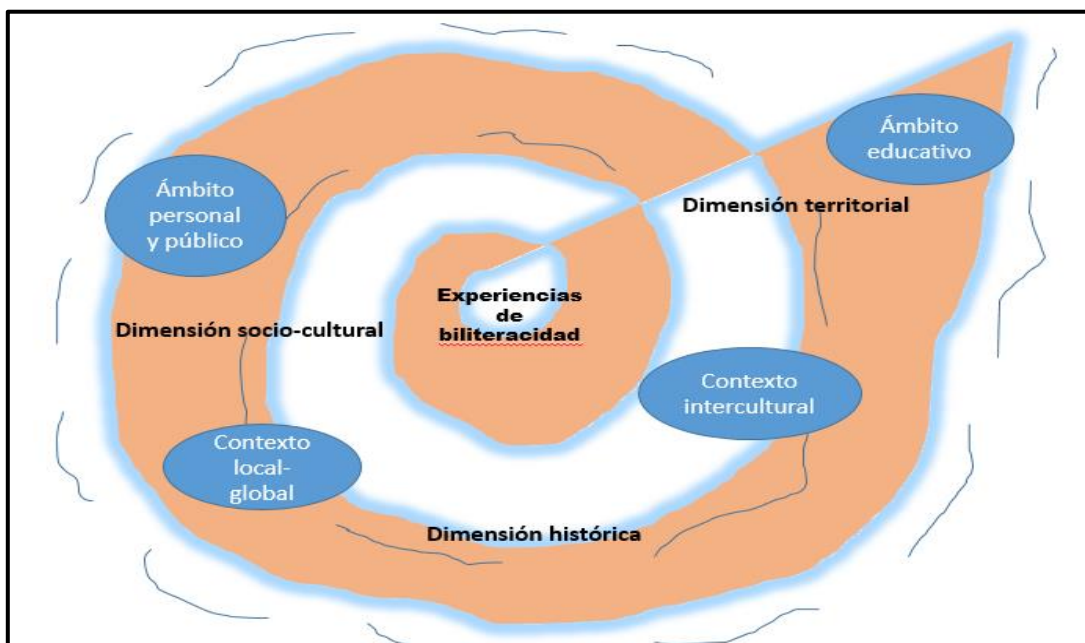 Ámbito
educativo
Ámbito
personal
y público
Dimensión territorial
Experiencias
de
biliteracidad
Dimensión socio-cultural
Contexto
intercultural
Contexto
local-
global
Dimensión histórica